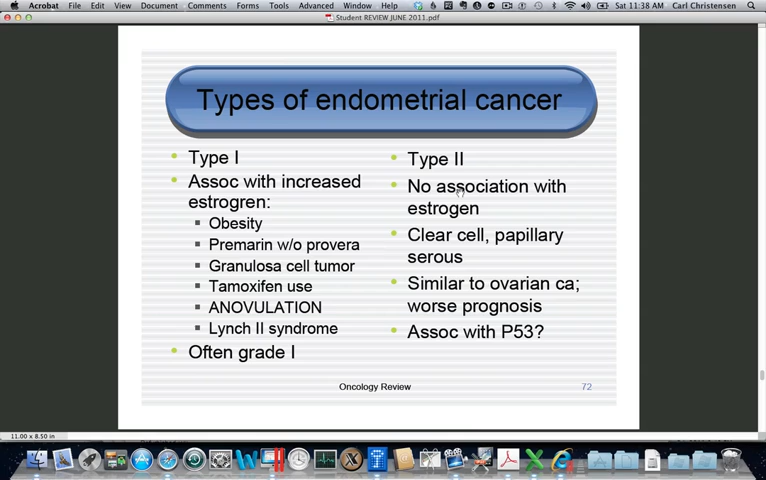 Acrobat File Edit View Document Comments Forms Tools Advanced Window Help Sat 11:38 AM Carl Christensen
Student REVIEW JUNE 2011.pdf
Types of endometrial cancer
Type I
Assoc with increased
estrogren:
Obesity
Premarin w/o provera
Granulosa cell tumor
Tamoxifen use
ANOVULATION
Lynch II syndrome
Often grade I
Type II
No association with
estrogen
Clear cell, papillary
serous
Similar to ovarian ca;
worse prognosis
Assoc with P53?
Oncology Review 72
11.00 x 8.50 in